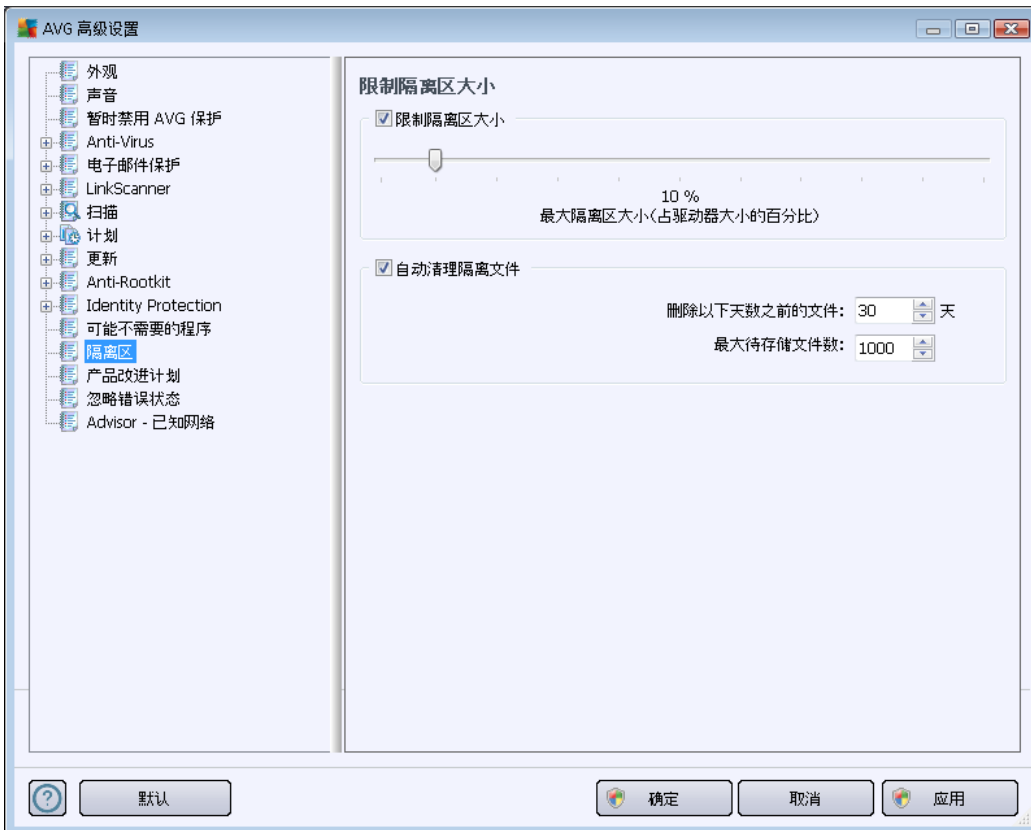 AVG 高级设置
外观
声音
暂时禁用 AVG 保护
Anti-Virus
电子邮件保护
LinkScanner
扫描
计划
更新
Anti-Rootkit
Identity Protection
可能不需要的程序
隔离区
产品改进计划
忽略错误状态
Advisor - 已知网络
限制隔离区大小
限制隔离区大小
10 %
最大隔离区大小(占驱动器大小的百分比)
自动清理隔离文件
删除以下天数之前的文件: 30 天
最大待存储文件数: 1000
? 默认 确定 取消 应用